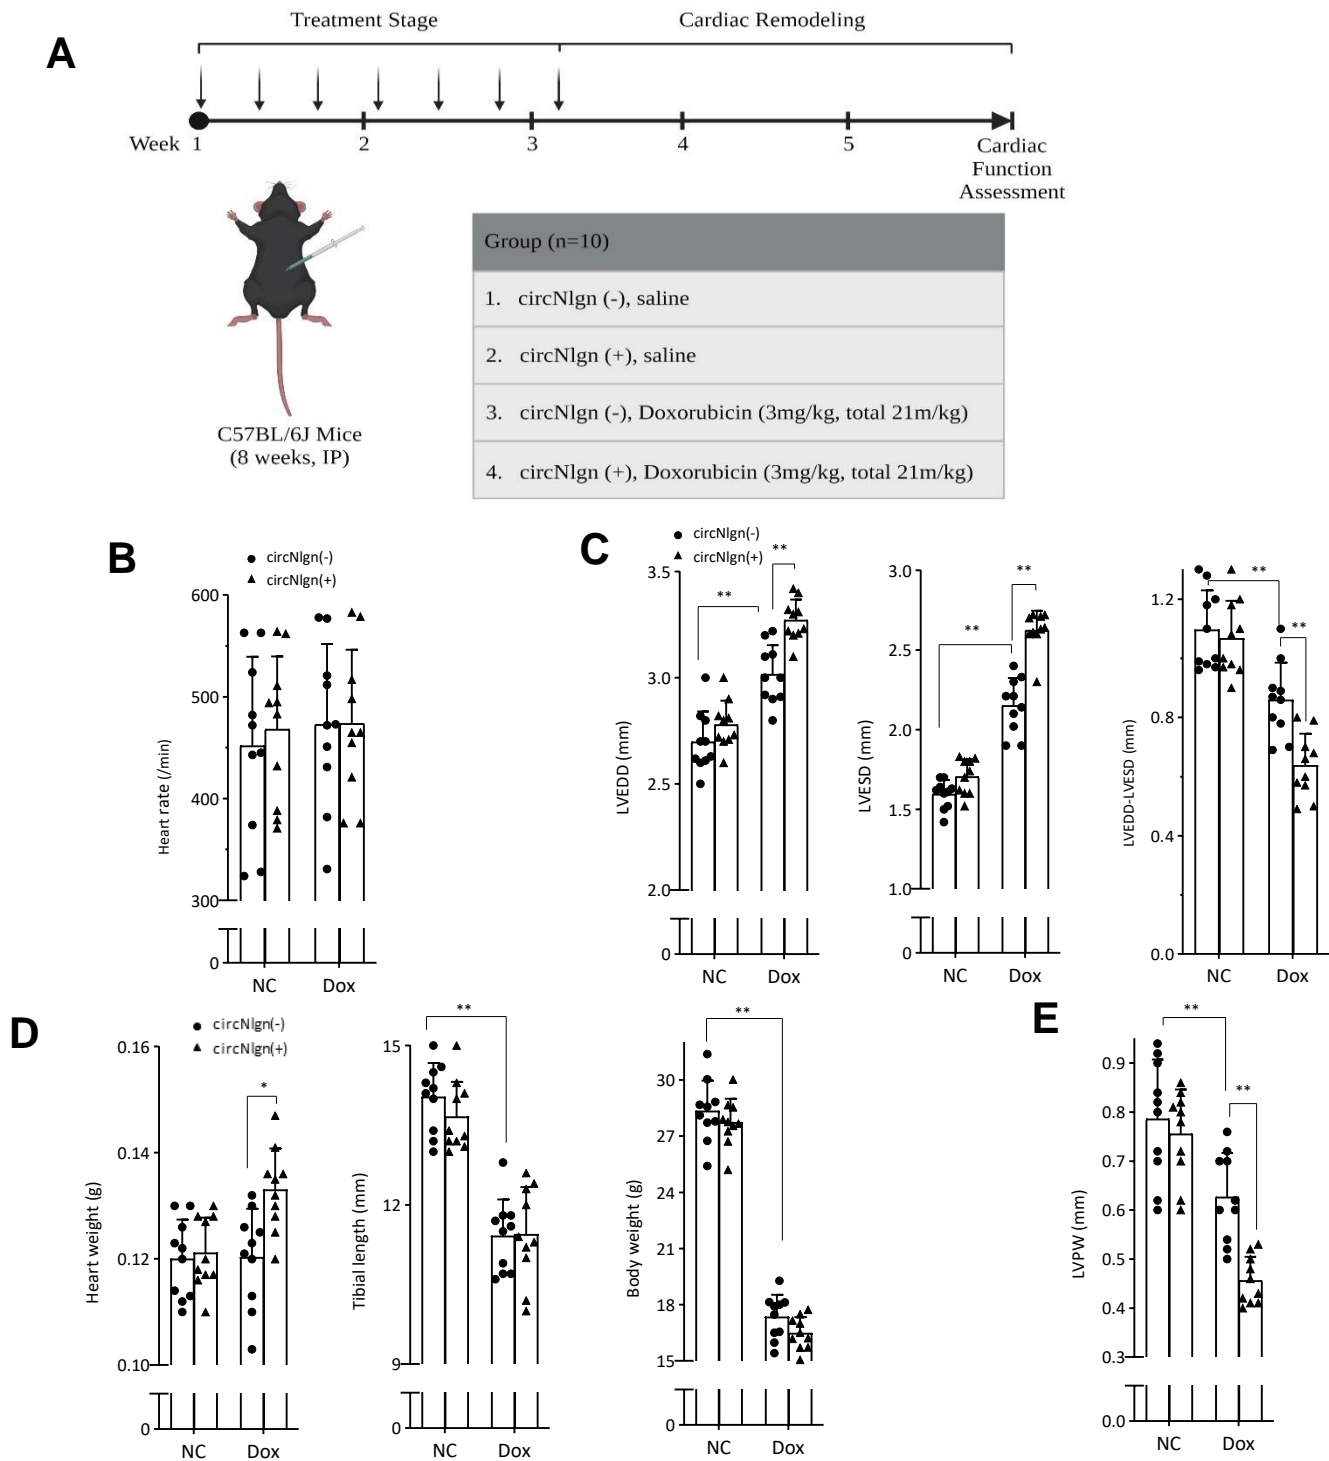 A
Treatment Stage
Cardiac Remodeling
Week 1 2 3 4 5
Cardiac
Function
Assessment
C57BL/6J Mice
(8 weeks, IP)
Group (n=10)
1. circNlgn (-), saline
2. circNlgn (+), saline
3. circNlgn (-), Doxorubicin (3mg/kg, total 21m/kg)
4. circNlgn (+), Doxorubicin (3mg/kg, total 21m/kg)
B
circNlgn(-)
circNlgn(+)
Heart rate (/min)
600
500
400
300
0
NC Dox
C
circNlgn(-)
circNlgn(+)
**
**
LVEDD (mm)
3.5
3.0
2.5
2.0
0
NC Dox
**
**
LVESD (mm)
3.0
2.5
2.0
1.5
1.0
0
NC Dox
**
**
LVEDD-LVESD (mm)
1.2
0.8
0.4
0.0
NC Dox
D
circNlgn(-)
circNlgn(+)
*
Heart weight (g)
0.16
0.14
0.12
0.10
0
NC Dox
**
Tibial length (mm)
15
12
9
0
NC Dox
**
Body weight (g)
30
27
24
21
18
15
0
NC Dox
E
**
**
LVPW (mm)
0.9
0.8
0.7
0.6
0.5
0.4
0.3
0.0
NC Dox